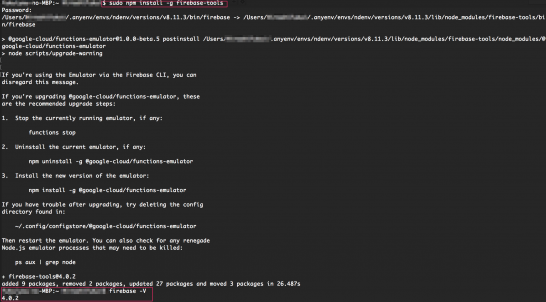 -no-MBP:~ $ sudo npm install -g firebase-tools
Password:
/Users/ /.anyenv/envs/ndenv/versions/v8.11.3/bin/firebase -> /Users/ /.anyenv/envs/ndenv/versions/v8.11.3/lib/node_modules/firebase-tools/bi
n/firebase
> @google-cloud/functions-emulator@1.0.0-beta.5 postinstall /Users/ /.anyenv/envs/ndenv/versions/v8.11.3/lib/node_modules/firebase-tools/node_modules/@g
oogle-cloud/functions-emulator
> node scripts/upgrade-warning
If you're using the Emulator via the Firebase CLI, you can
disregard this message.
If you're upgrading @google-cloud/functions-emulator, these
are the recommended upgrade steps:
1. Stop the currently running emulator, if any:
functions stop
2. Uninstall the current emulator, if any:
npm uninstall -g @google-cloud/functions-emulator
3. Install the new version of the emulator:
npm install -g @google-cloud/functions-emulator
If you have trouble after upgrading, try deleting the config
directory found in:
~/.config/configstore/@google-cloud/functions-emulator
Then restart the emulator. You can also check for any renegade
Node.js emulator processes that may need to be killed:
ps aux | grep node
+ firebase-tools@4.0.2
added 9 packages, removed 2 packages, updated 27 packages and moved 3 packages in 26.487s
-no-MBP:~ $ firebase -V
4.0.2